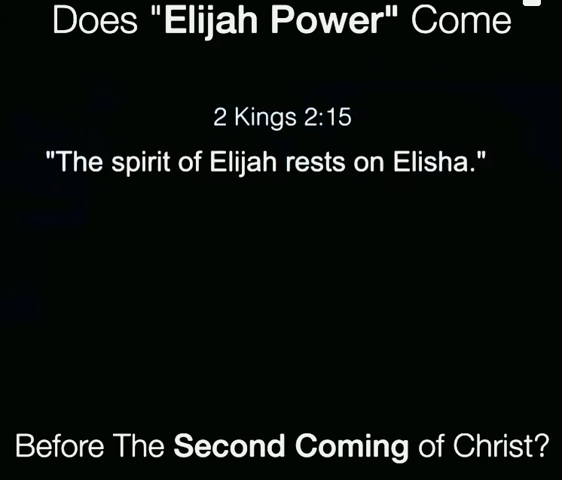 Does "Elijah Power" Come
2 Kings 2:15
"The spirit of Elijah rests on Elisha."
Before The Second Coming of Christ?